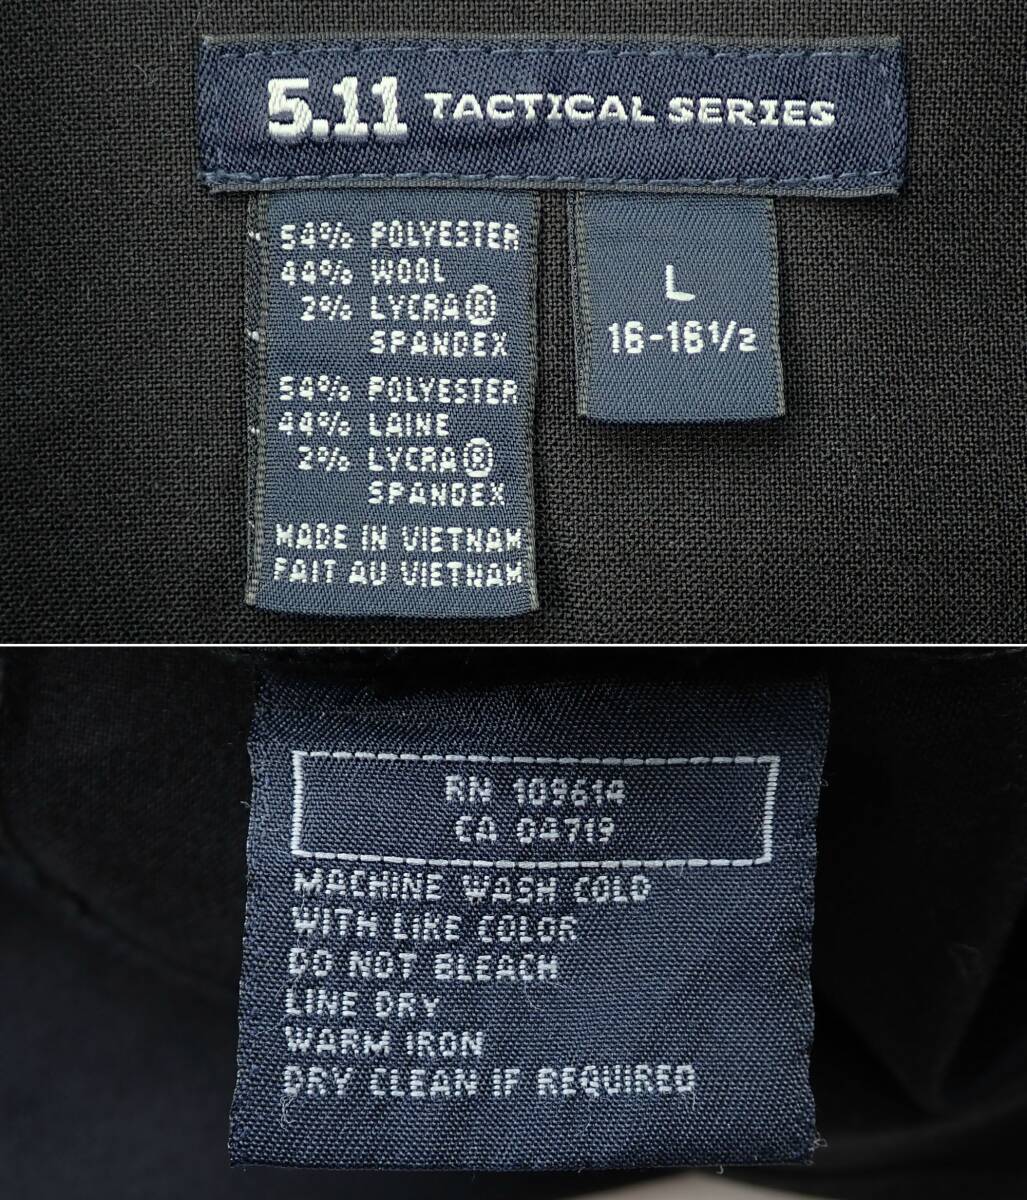 5.11 TACTICAL SERIES
54% POLYESTER
44% WOOL
2% LYCRA®
SPANDEX
54% POLYESTER
44% LAINE
2% LYCRA®
SPANDEX
MADE IN VIETNAM
FAIT AU VIETNAM
L
16-16 1/2
RN 109614
CA 04719
MACHINE WASH COLD
WITH LIKE COLOR
DO NOT BLEACH
LINE DRY
WARM IRON
DRY CLEAN IF REQUIRED